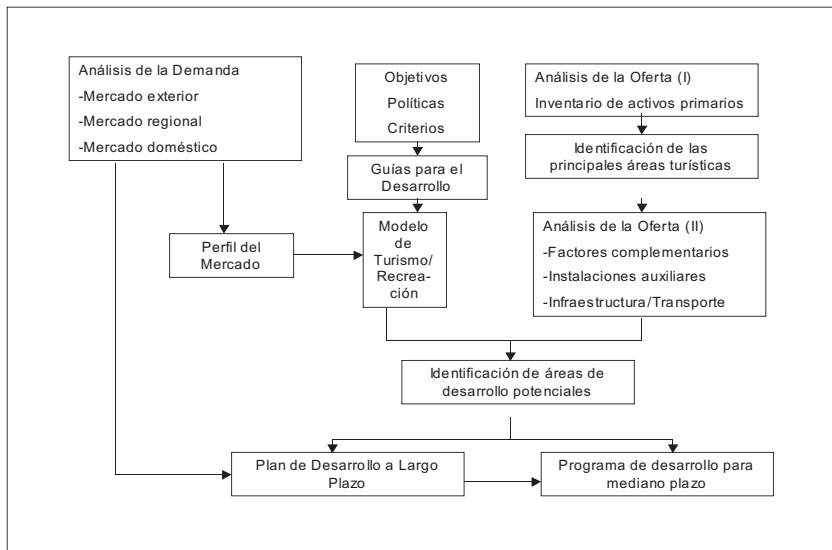 Análisis de la Demanda
-Mercado exterior
-Mercado regional
-Mercado doméstico
Objetivos
Políticas
Criterios
Análisis de la Oferta (I)
Inventario de activos primarios
Identificación de las
principales áreas turísticas
Guías para el
Desarrollo
Perfil del
Mercado
Modelo
de
Turismo/
Recrea-
ción
Análisis de la Oferta (II)
-Factores complementarios
-Instalaciones auxiliares
-Infraestructura/Transporte
Identificación de áreas de
desarrollo potenciales
Plan de Desarrollo a Largo
Plazo
Programa de desarrollo para
mediano plazo